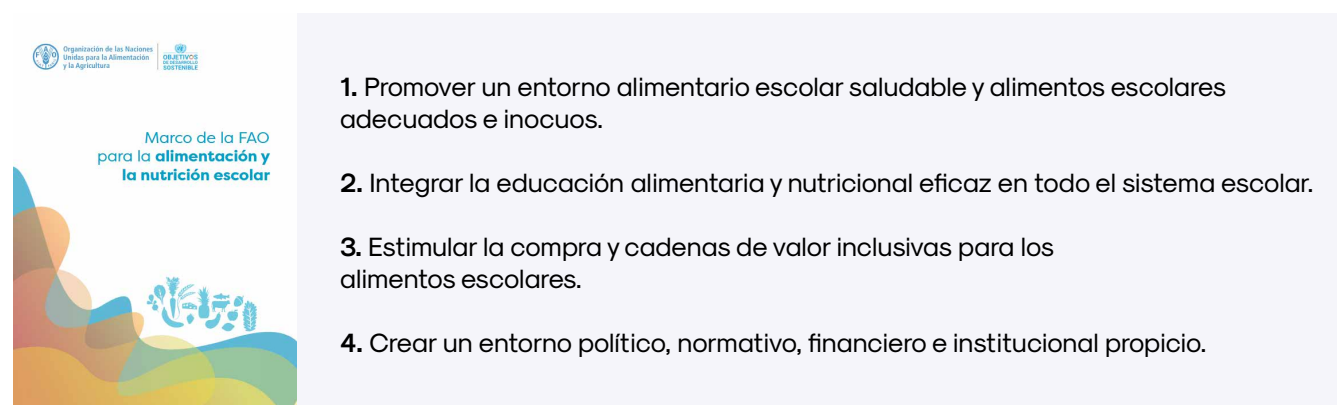 FAO
Organización de las Naciones
Unidas para la Alimentación
y la Agricultura
OBJETIVOS
DE DESARROLLO
SOSTENIBLE
Marco de la FAO
para la alimentación y
la nutrición escolar
1. Promover un entorno alimentario escolar saludable y alimentos escolares
adecuados e inocuos.
2. Integrar la educación alimentaria y nutricional eficaz en todo el sistema escolar.
3. Estimular la compra y cadenas de valor inclusivas para los
alimentos escolares.
4. Crear un entorno político, normativo, financiero e institucional propicio.